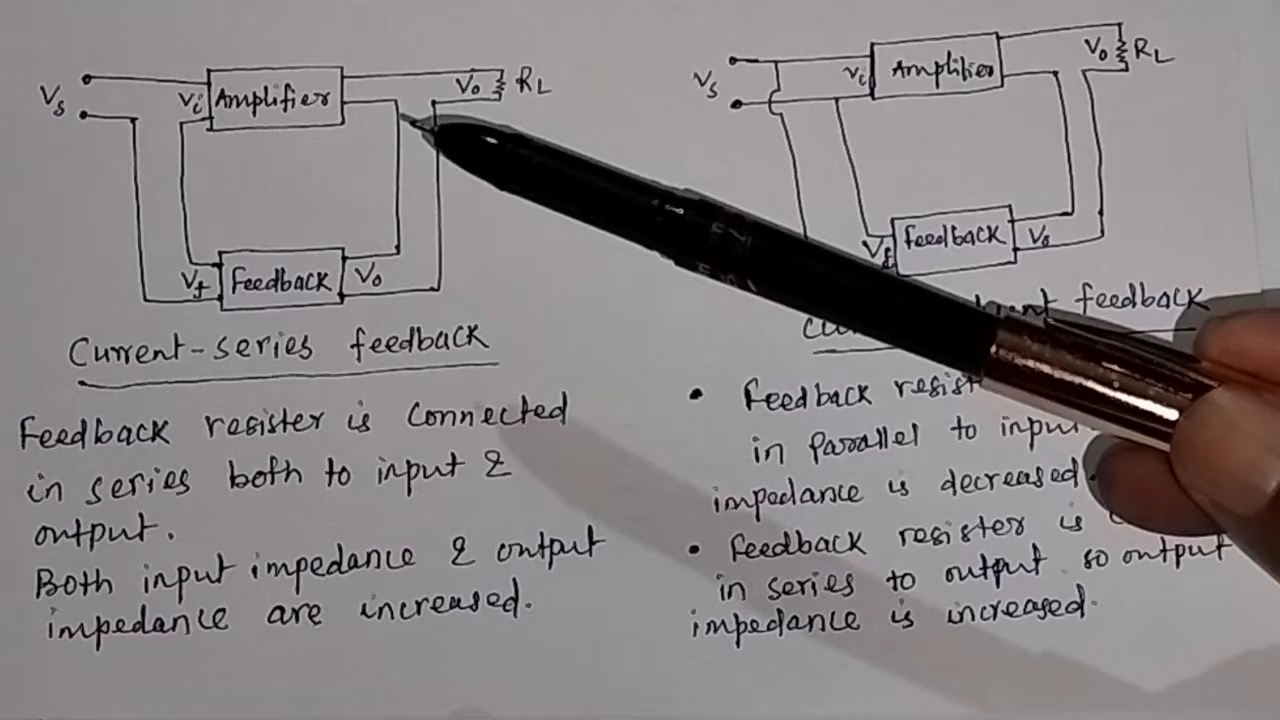 Vs
Vi
Amplifier
Vo
RL
Vf
Feedback
Vo
Current-series feedback
Feedback resister is connected
in series both to input &
output.
Both input impedance & output
impedance are increased.
Vs
Vi
Amplifier
Vo
RL
Vf
feedback
Vo
feedback
• Feedback
in parallel to
impedance is decreased.
• Feedback resister is
in series to output so output
impedance is increased.